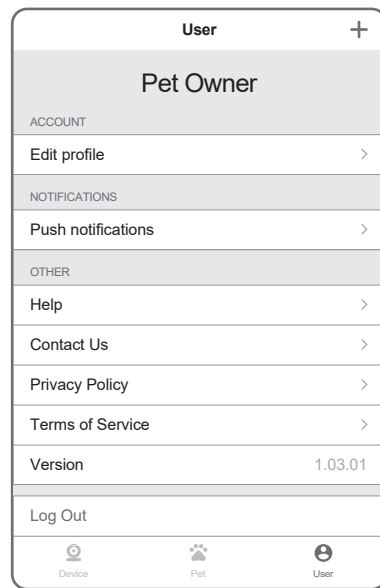 User
Pet Owner
ACCOUNT
Edit profile
NOTIFICATIONS
Push notifications
OTHER
Help
Contact Us
Privacy Policy
Terms of Service
Version 1.03.01
Log Out
Device Pet User